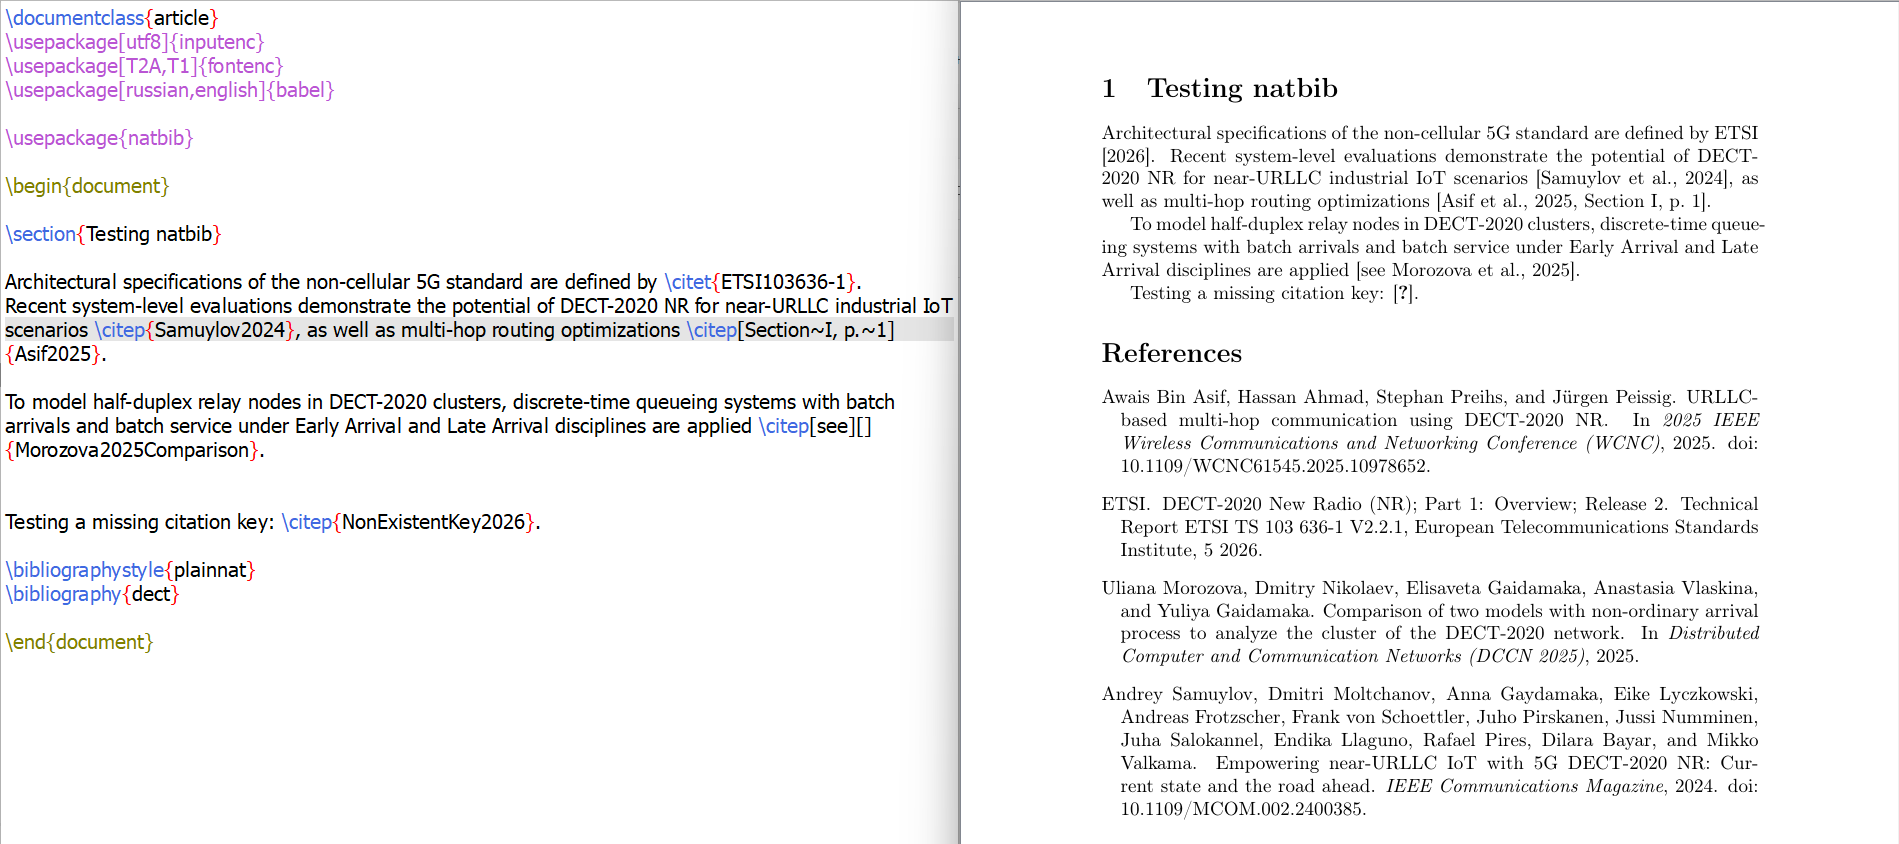 \documentclass{article}
\usepackage[utf8]{inputenc}
\usepackage[T2A,T1]{fontenc}
\usepackage[russian,english]{babel}
\usepackage{natbib}
\begin{document}
\section{Testing natbib}
Architectural specifications of the non-cellular 5G standard are defined by \citet{ETSI103636-1}.
Recent system-level evaluations demonstrate the potential of DECT-2020 NR for near-URLLC industrial IoT
scenarios \citep{Samuylov2024}, as well as multi-hop routing optimizations \citep[Section~I, p.~1]
{Asif2025}.
To model half-duplex relay nodes in DECT-2020 clusters, discrete-time queueing systems with batch
arrivals and batch service under Early Arrival and Late Arrival disciplines are applied \citep[see][]
{Morozova2025Comparison}.
Testing a missing citation key: \citep{NonExistentKey2026}.
\bibliographystyle{plainnat}
\bibliography{dect}
\end{document}
1 Testing natbib
Architectural specifications of the non-cellular 5G standard are defined by ETSI
[2026]. Recent system-level evaluations demonstrate the potential of DECT-
2020 NR for near-URLLC industrial IoT scenarios [Samuylov et al., 2024], as
well as multi-hop routing optimizations [Asif et al., 2025, Section I, p. 1].
To model half-duplex relay nodes in DECT-2020 clusters, discrete-time queue-
ing systems with batch arrivals and batch service under Early Arrival and Late
Arrival disciplines are applied [see Morozova et al., 2025].
Testing a missing citation key: [?].
References
Awais Bin Asif, Hassan Ahmad, Stephan Preihs, and Jürgen Peissig. URLLC-
based multi-hop communication using DECT-2020 NR. In 2025 IEEE
Wireless Communications and Networking Conference (WCNC), 2025. doi:
10.1109/WCNC61545.2025.10978652.
ETSI. DECT-2020 New Radio (NR); Part 1: Overview; Release 2. Technical
Report ETSI TS 103 636-1 V2.2.1, European Telecommunications Standards
Institute, 5 2026.
Uliana Morozova, Dmitry Nikolaev, Elisaveta Gaidamaka, Anastasia Vlaskina,
and Yuliya Gaidamaka. Comparison of two models with non-ordinary arrival
process to analyze the cluster of the DECT-2020 network. In Distributed
Computer and Communication Networks (DCCN 2025), 2025.
Andrey Samuylov, Dmitri Moltchanov, Anna Gaydamaka, Eike Lyczkowski,
Andreas Frotzscher, Frank von Schoettler, Juho Pirskanen, Jussi Numminen,
Juha Salokannel, Endika Llaguno, Rafael Pires, Dilara Bayar, and Mikko
Valkama. Empowering near-URLLC IoT with 5G DECT-2020 NR: Cur-
rent state and the road ahead. IEEE Communications Magazine, 2024. doi:
10.1109/MCOM.002.2400385.